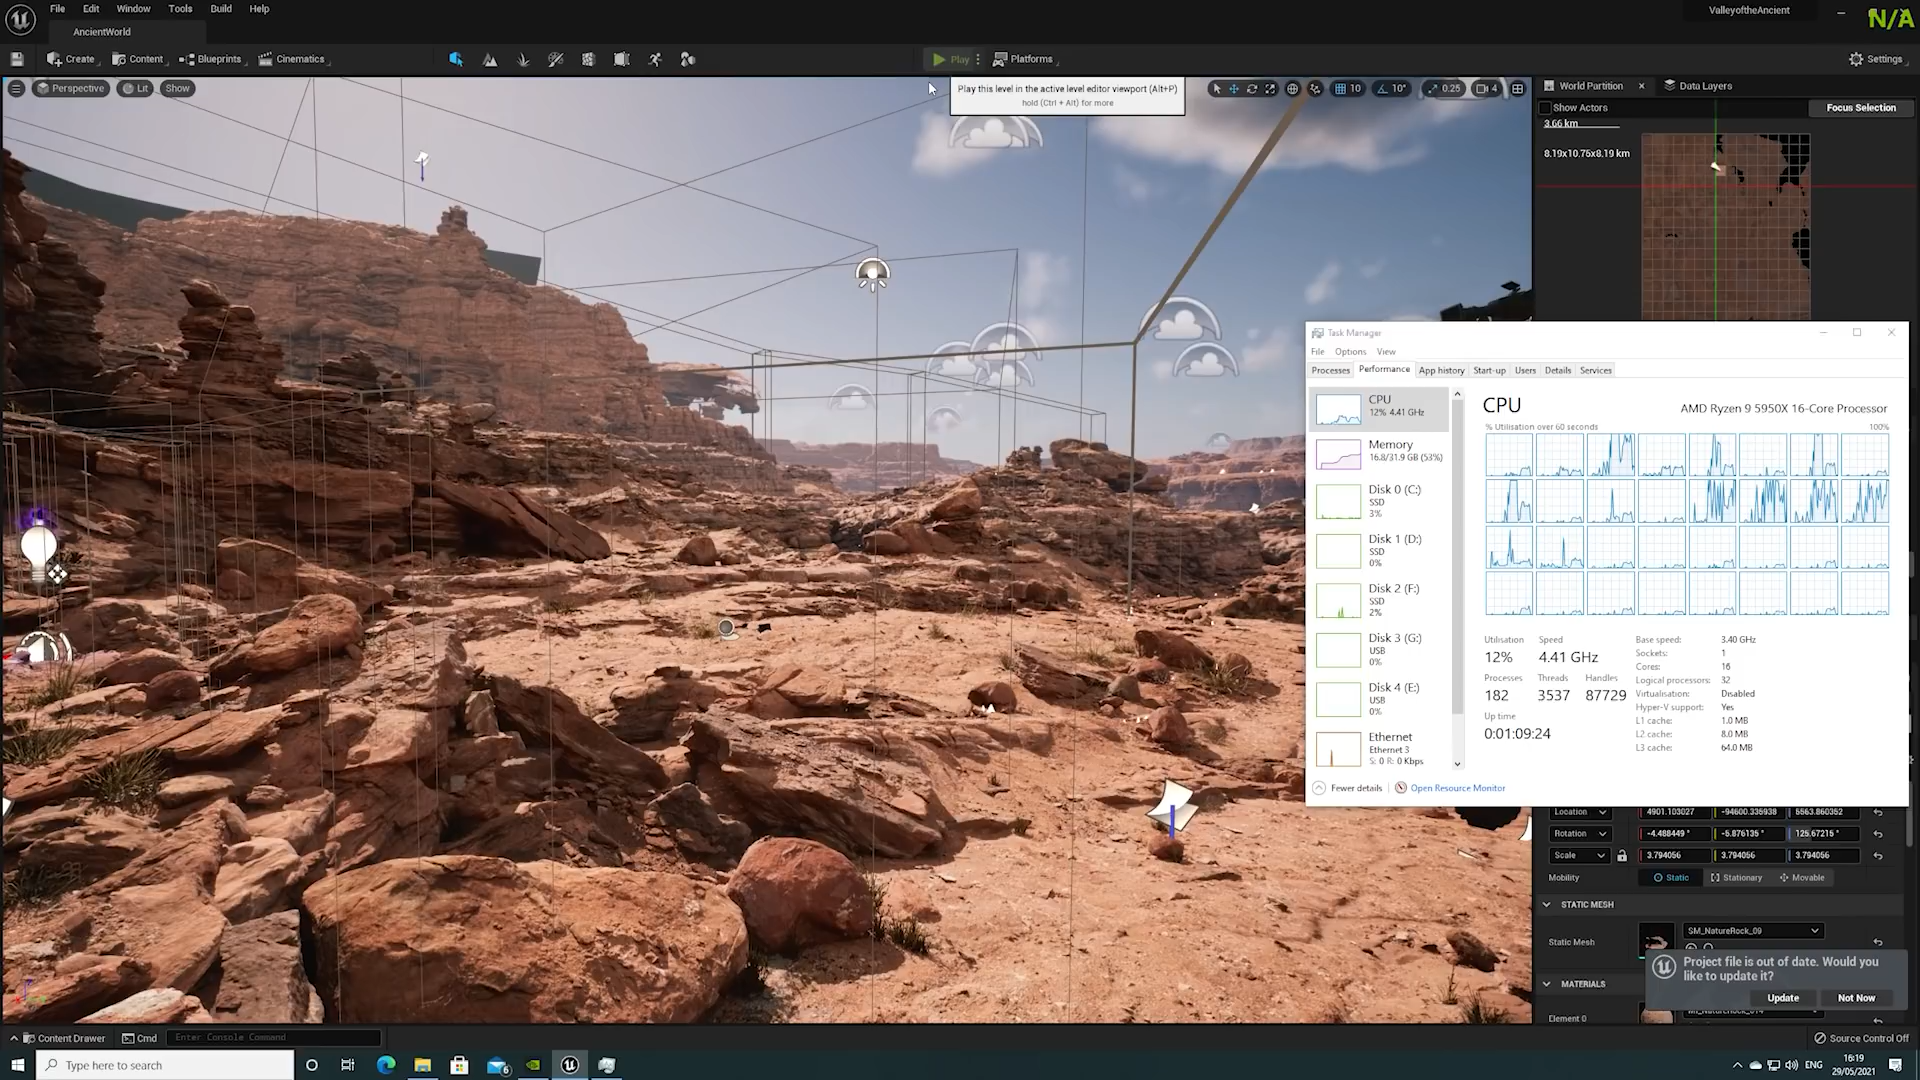 File Edit Window Tools Build Help
ValleyoftheAncient
N/A
AncientWorld
Create Content Blueprints Cinematics Play Platforms Settings
Perspective Lit Show
Play this level in the active level editor viewport (Alt+P)
hold (Ctrl + Alt) for more
10 10° 0.25 4
World Partition Data Layers
Show Actors Focus Selection
3.66 km
8.19x10.75x8.19 km
Task Manager
File Options View
Processes Performance App history Start-up Users Details Services
CPU
12% 4.41 GHz
Memory
16.8/31.9 GB (53%)
Disk 0 (C:)
SSD
3%
Disk 1 (D:)
SSD
0%
Disk 2 (F:)
SSD
2%
Disk 3 (G:)
USB
0%
Disk 4 (E:)
USB
0%
Ethernet
Ethernet 3
S: 0 R: 0 Kbps
CPU AMD Ryzen 9 5950X 16-Core Processor
% Utilisation over 60 seconds 100%
Utilisation Speed
12% 4.41 GHz
Processes Threads Handles
182 3537 87729
Up time
0:01:09:24
Base speed: 3.40 GHz
Sockets: 1
Cores: 16
Logical processors: 32
Virtualisation: Disabled
Hyper-V support: Yes
L1 cache: 1.0 MB
L2 cache: 8.0 MB
L3 cache: 64.0 MB
Fewer details Open Resource Monitor
Location 4901.103027 -94600.335938 5563.860352
Rotation -4.488449 ° -5.876135 ° 125.67215 °
Scale 3.794056 3.794056 3.794056
Mobility Static Stationary Movable
STATIC MESH
Static Mesh SM_NatureRock_09
Project file is out of date. Would you
like to update it?
Update Not Now
MATERIALS
Element 0
Content Drawer Cmd Enter Console Command
Source Control Off
Type here to search
6
ENG
16:19
29/05/2021